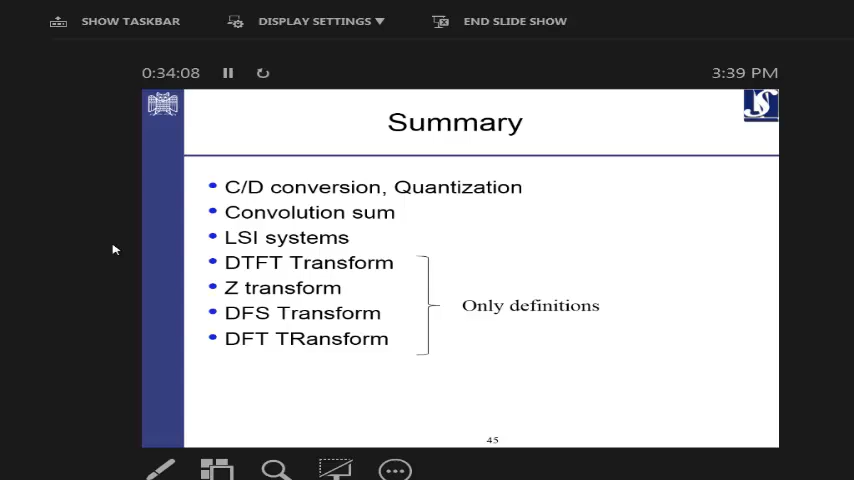 SHOW TASKBAR DISPLAY SETTINGS ▼ END SLIDE SHOW
0:34:08 3:39 PM
Summary
• C/D conversion, Quantization
• Convolution sum
• LSI systems
• DTFT Transform
• Z transform
Only definitions
• DFS Transform
• DFT TRansform
45